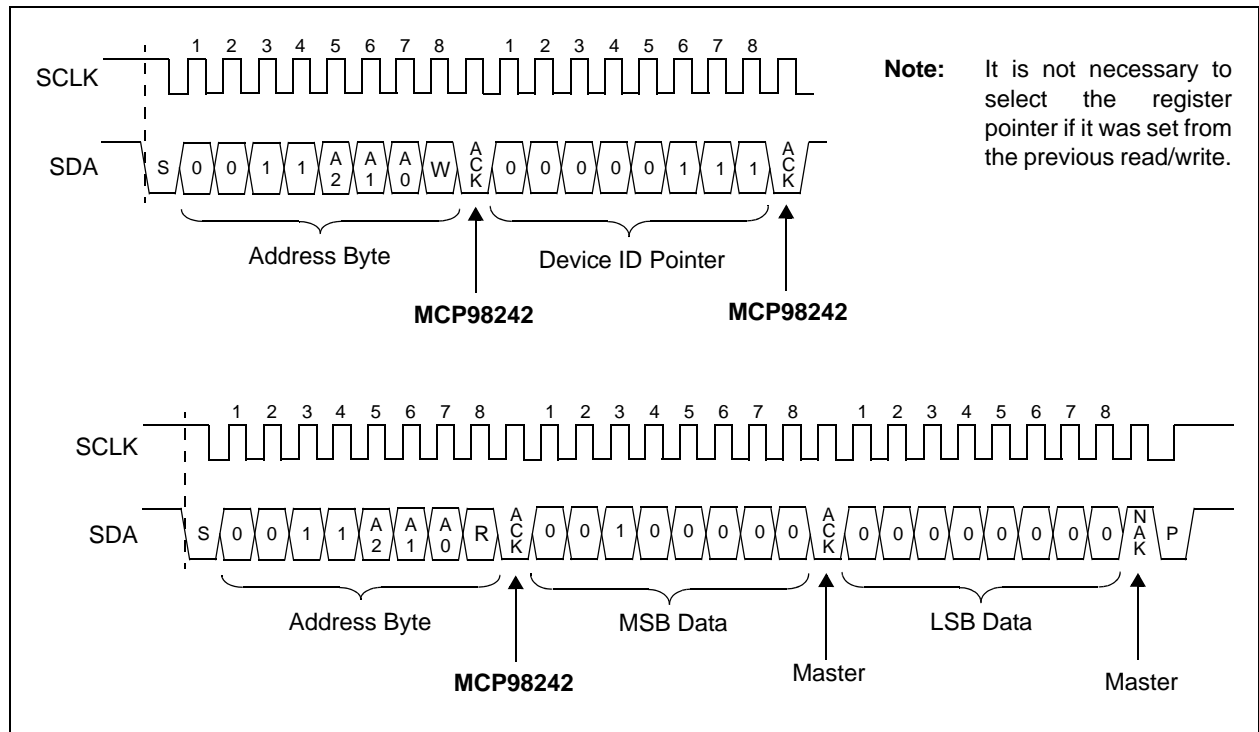 1 2 3 4 5 6 7 8 1 2 3 4 5 6 7 8
SCLK
SDA
S 0 0 1 1 A2 A1 A0 W ACK 0 0 0 0 0 1 1 1 ACK
Address Byte
Device ID Pointer
MCP98242
MCP98242
Note: It is not necessary to
select the register
pointer if it was set from
the previous read/write.
1 2 3 4 5 6 7 8 1 2 3 4 5 6 7 8 1 2 3 4 5 6 7 8
SCLK
SDA
S 0 0 1 1 A2 A1 A0 R ACK 0 0 1 0 0 0 0 0 ACK 0 0 0 0 0 0 0 0 NAK P
Address Byte
MSB Data
LSB Data
MCP98242
Master
Master